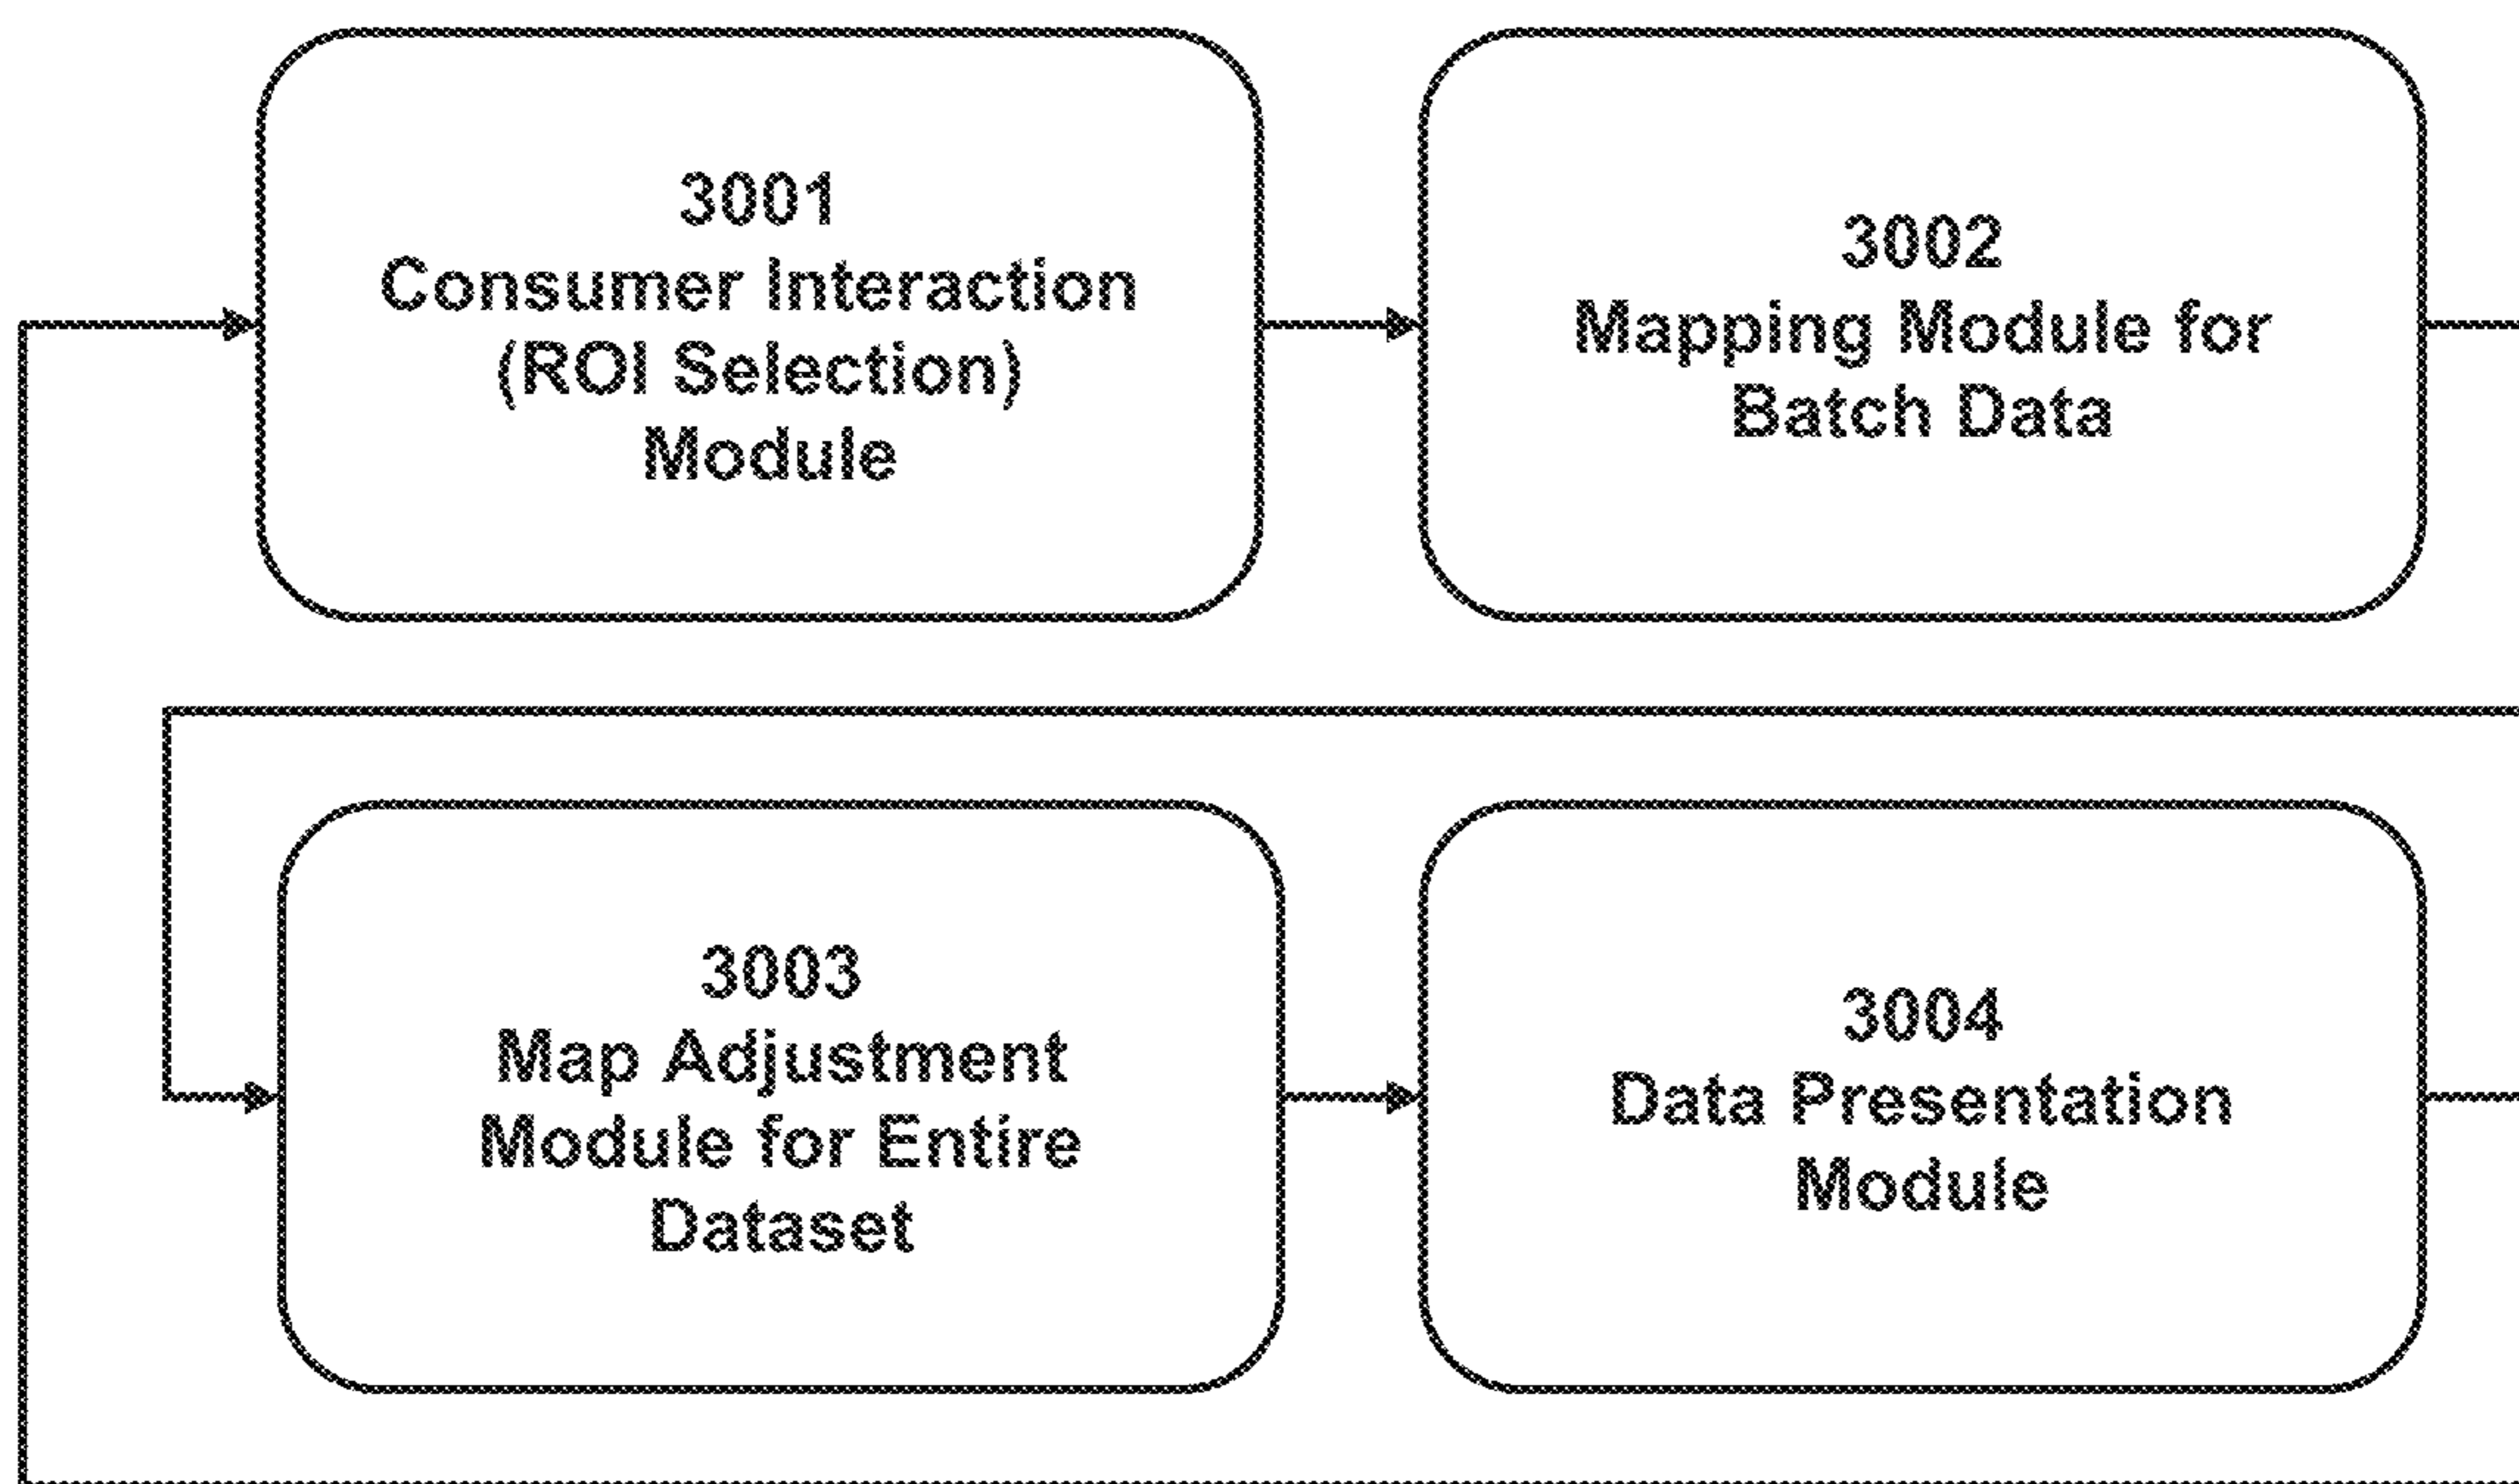 3001
Consumer Interaction
(ROI Selection)
Module
3002
Mapping Module for
Batch Data
3003
Map Adjustment
Module for Entire
Dataset
3004
Data Presentation
Module